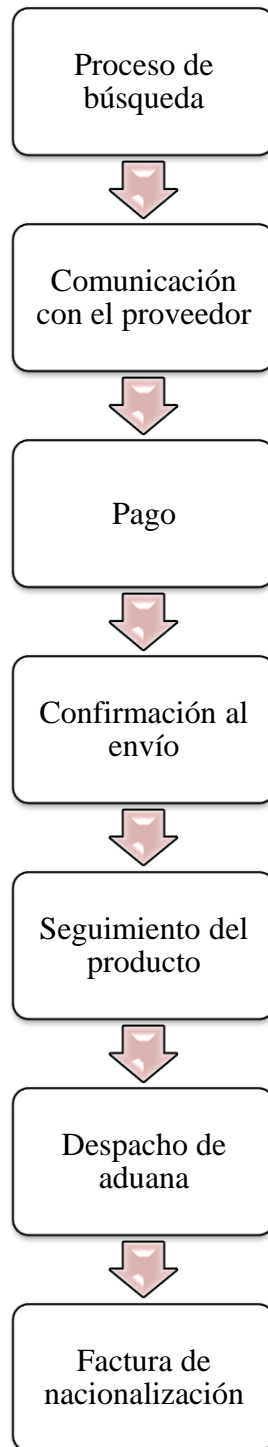 Proceso de
búsqueda
Comunicación
con el proveedor
Pago
Confirmación al
envío
Seguimiento del
producto
Despacho de
aduana
Factura de
nacionalización